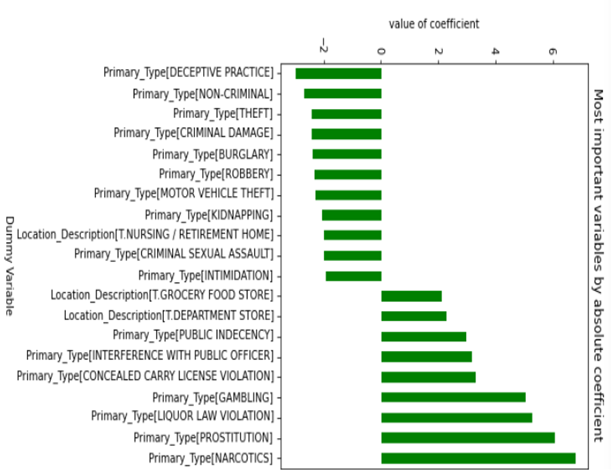 value of coefficient
−2
0
2
4
6
Most important variables by absolute coefficient
Dummy Variable
Primary_Type[DECEPTIVE PRACTICE]
Primary_Type[NON-CRIMINAL]
Primary_Type[THEFT]
Primary_Type[CRIMINAL DAMAGE]
Primary_Type[BURGLARY]
Primary_Type[ROBBERY]
Primary_Type[MOTOR VEHICLE THEFT]
Primary_Type[KIDNAPPING]
Location_Description[T.NURSING / RETIREMENT HOME]
Primary_Type[CRIMINAL SEXUAL ASSAULT]
Primary_Type[INTIMIDATION]
Location_Description[T.GROCERY FOOD STORE]
Location_Description[T.DEPARTMENT STORE]
Primary_Type[PUBLIC INDECENCY]
Primary_Type[INTERFERENCE WITH PUBLIC OFFICER]
Primary_Type[CONCEALED CARRY LICENSE VIOLATION]
Primary_Type[GAMBLING]
Primary_Type[LIQUOR LAW VIOLATION]
Primary_Type[PROSTITUTION]
Primary_Type[NARCOTICS]